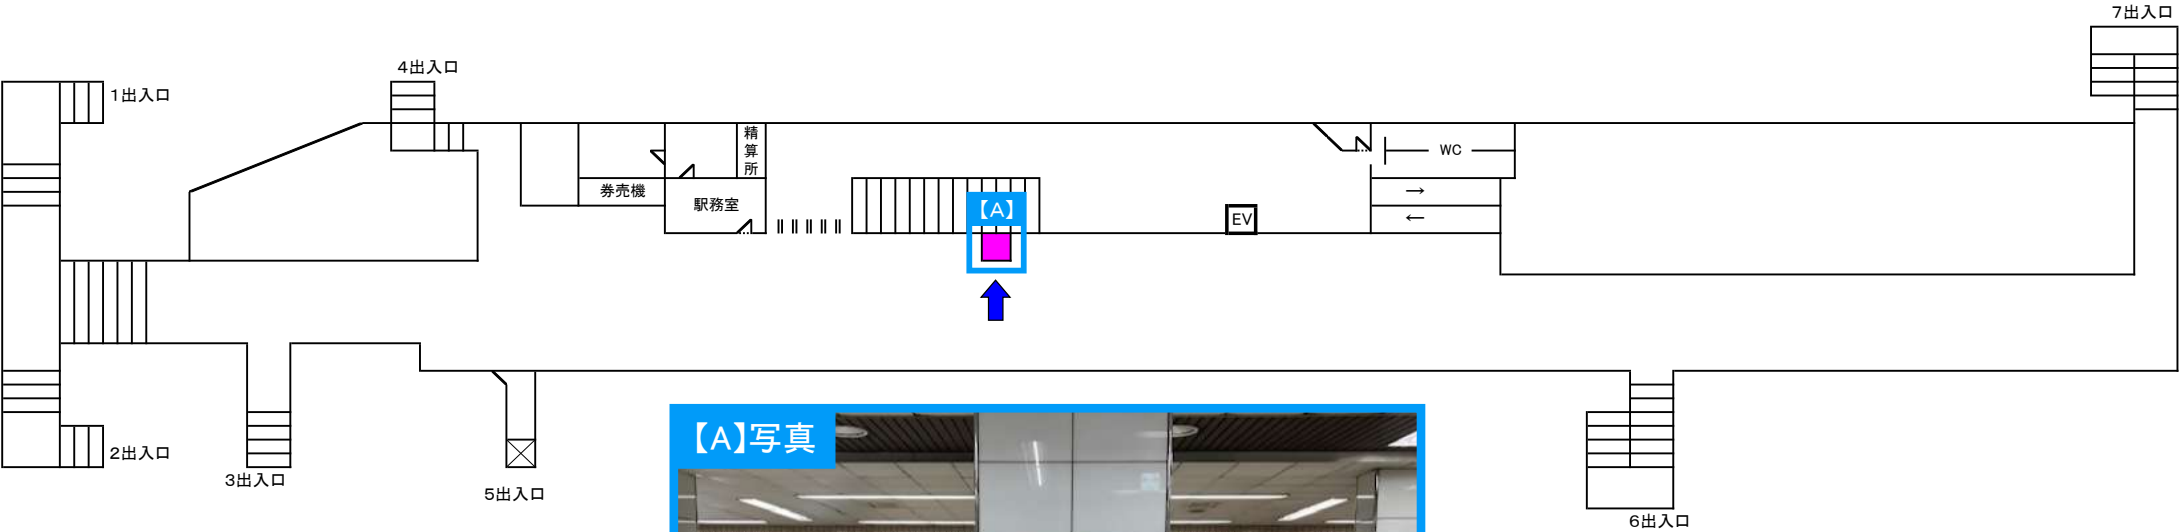 7出入口
4出入口
1出入口
精算所
WC
券売機
駅務室
→
【A】
←
EV
【A】写真
2出入口
3出入口
5出入口
6出入口